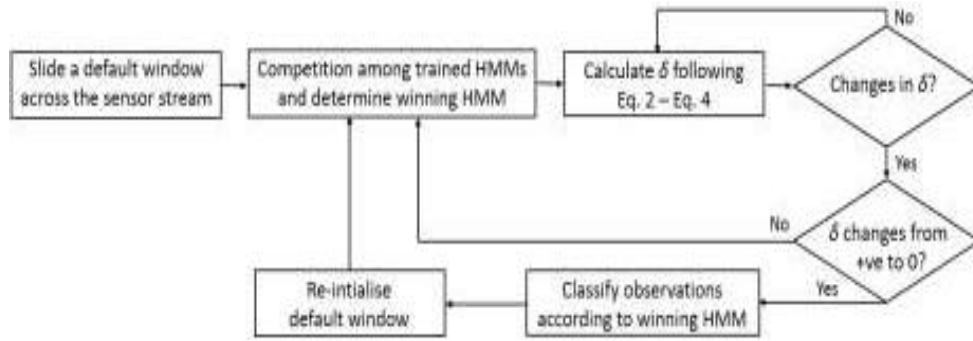 Slide a default window
across the sensor stream
Competition among trained HMMs
and determine winning HMM
Calculate δ following
Eq. 2 – Eq. 4
No
Changes in δ?
Yes
No
δ changes from
+ve to 0?
Yes
Classify observations
according to winning HMM
Re-intialise
default window